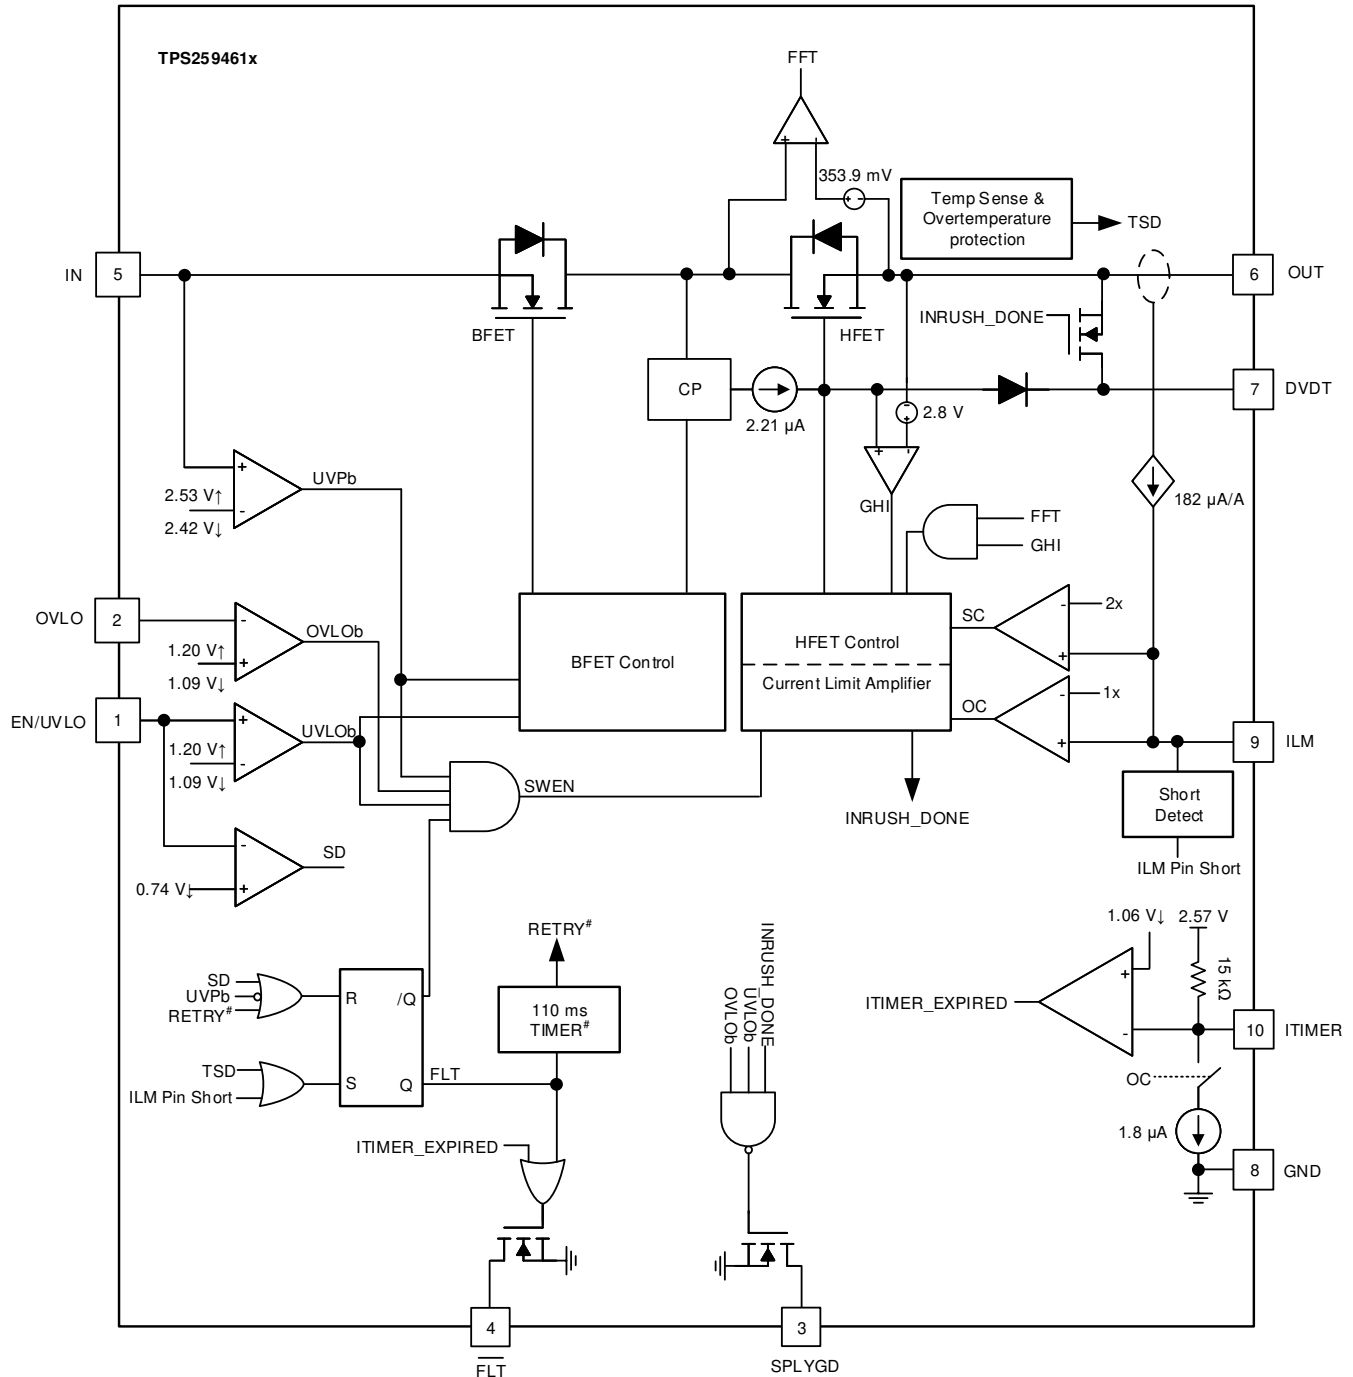 TPS259461x
FFT
353.9 mV
Temp Sense &
Overtemperature
protection
TSD
IN
5
6
OUT
BFET
HFET
INRUSH_DONE
CP
2.21 µA
2.8 V
7
DVDT
UVPb
2.53 V↑
2.42 V↓
GHI
182 µA/A
FFT
GHI
OVLO
2
OVLOb
1.20 V↑
1.09 V↓
BFET Control
HFET Control
Current Limit Amplifier
SC
2x
OC
1x
EN/UVLO
1
UVLOb
1.20 V↑
1.09 V↓
9
ILM
SWEN
INRUSH_DONE
Short
Detect
ILM Pin Short
SD
0.74 V↓
RETRY#
110 ms
TIMER#
SD
UVPb
RETRY#
R
/Q
TSD
ILM Pin Short
S
Q
FLT
ITIMER_EXPIRED
OVLOb
UVLOb
INRUSH_DONE
1.06 V↓
2.57 V
15 kΩ
ITIMER_EXPIRED
10
ITIMER
OC
1.8 µA
8
GND
4
FLT
3
SPLYGD